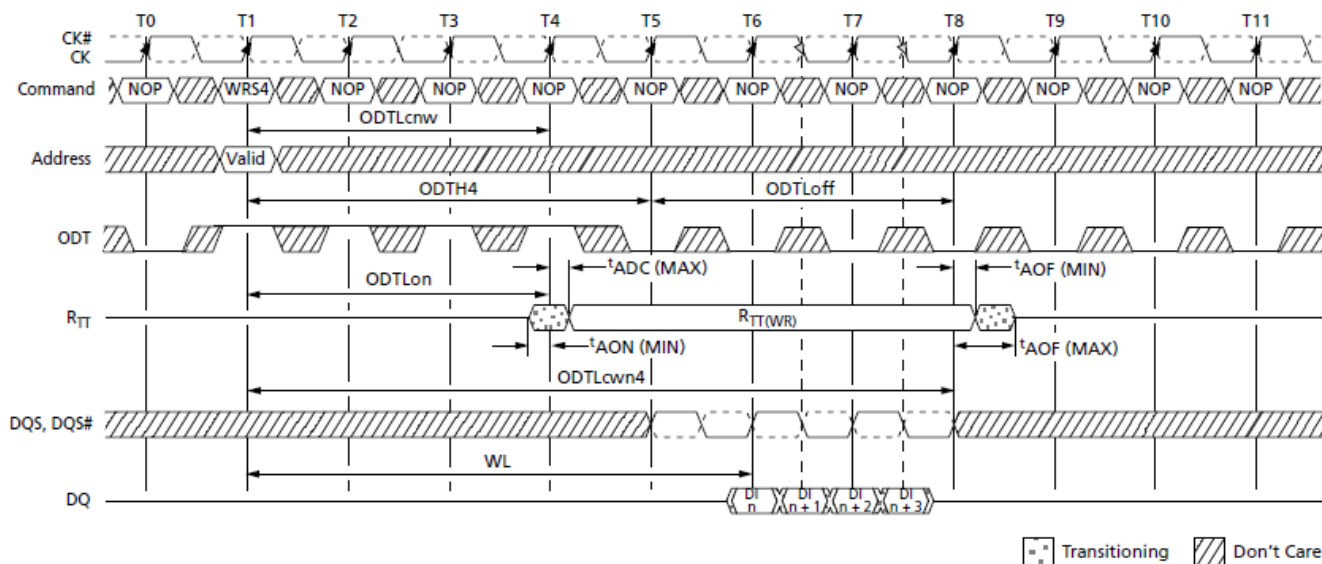 T0 T1 T2 T3 T4 T5 T6 T7 T8 T9 T10 T11
CK#
CK
Command NOP WRS4 NOP NOP NOP NOP NOP NOP NOP NOP NOP NOP
ODTLcnw
Address Valid
ODTH4 ODTLoff
ODT
tADC (MAX) tAOF (MIN)
ODTLon
RTT RTT(WR)
tAON (MIN) tAOF (MAX)
ODTLcwn4
DQS, DQS#
WL
DQ DI n DI n + 1 DI n + 2 DI n + 3
Transitioning Don't Care